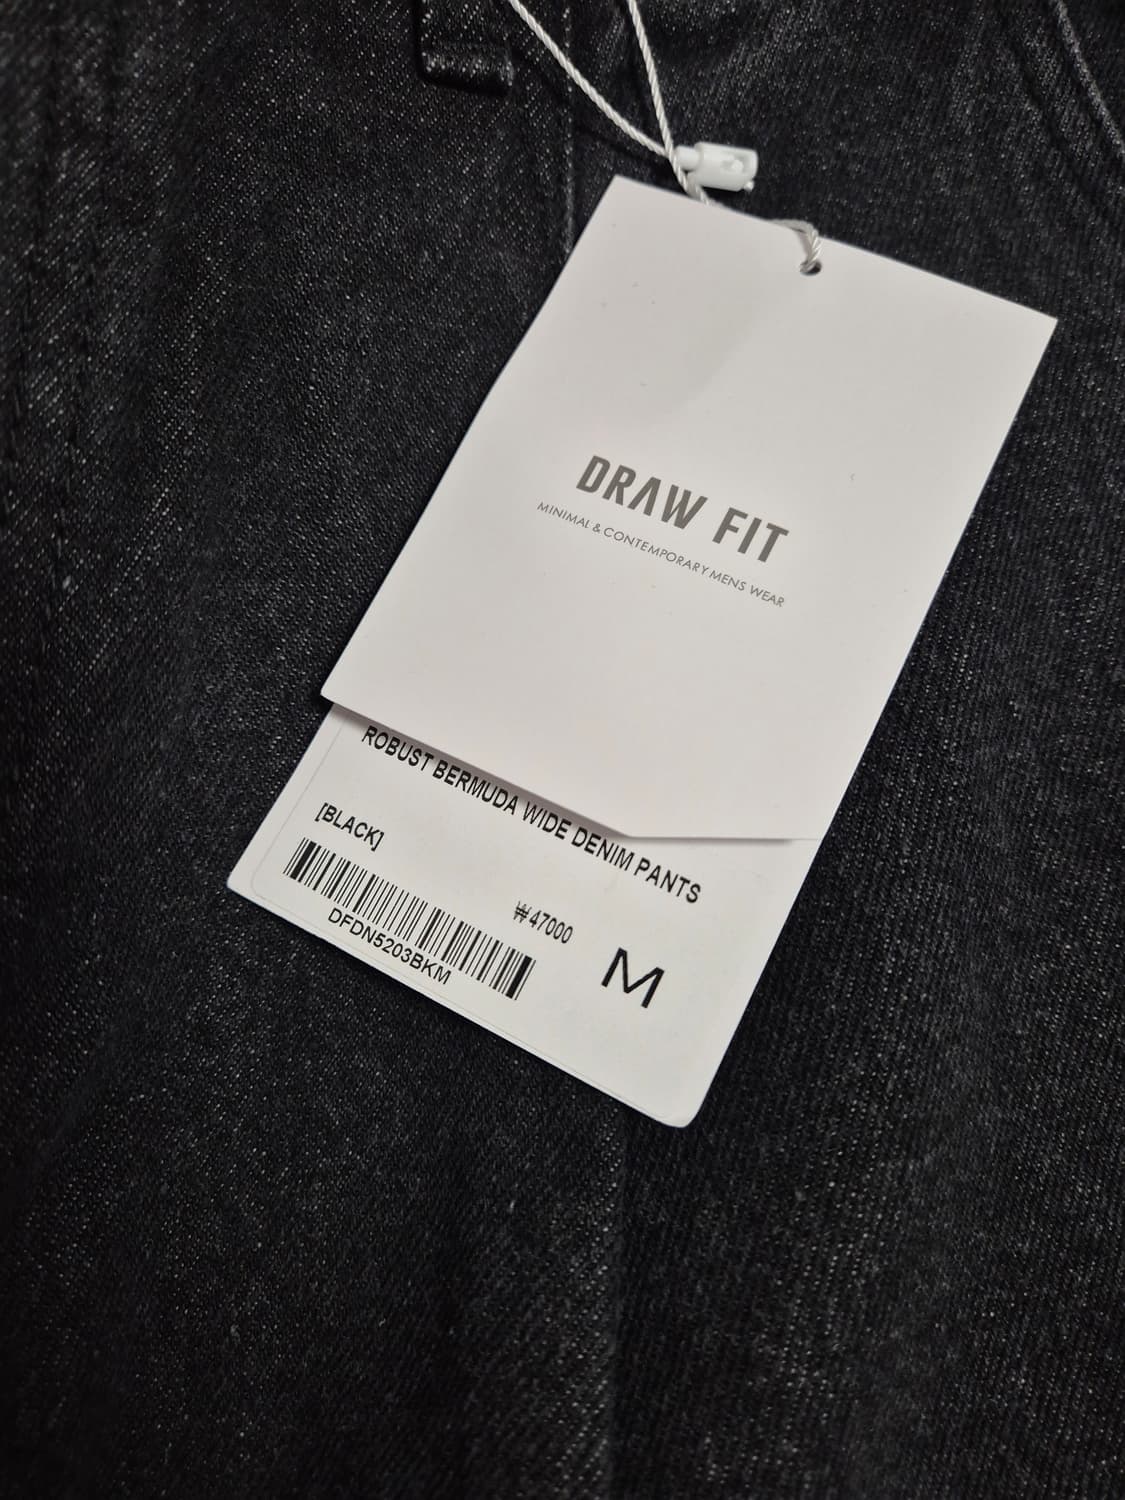 DRAW FIT
MINIMAL & CONTEMPORARY MENS WEAR
ROBUST BERMUDA WIDE DENIM PANTS
[BLACK]
₩47000
DFDN5203BKM
M